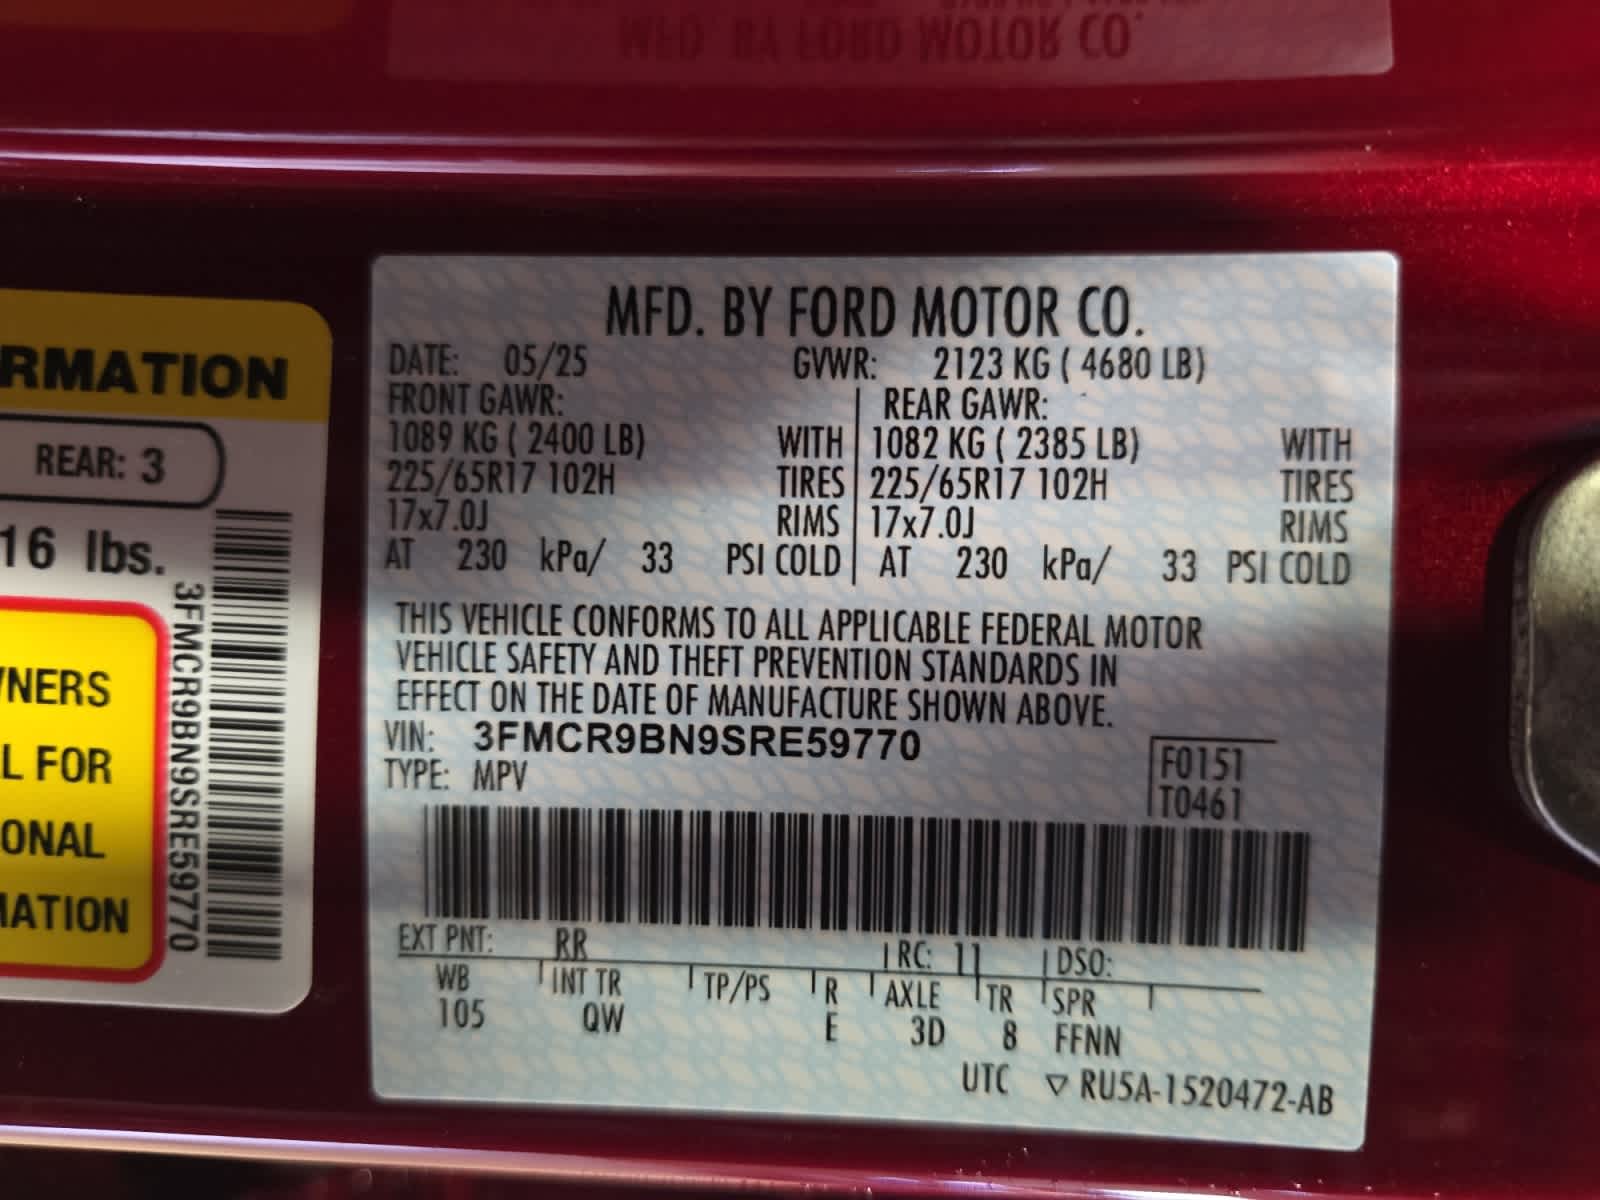 MFD. BY FORD MOTOR CO.
RMATION
REAR: 3
16 lbs.
3FMCR9BN9SRE59770
NERS
L FOR
ONAL
ATION
MFD. BY FORD MOTOR CO.
DATE: 05/25 GVWR: 2123 KG ( 4680 LB)
FRONT GAWR: REAR GAWR:
1089 KG ( 2400 LB) WITH 1082 KG ( 2385 LB) WITH
225/65R17 102H TIRES 225/65R17 102H TIRES
17x7.0J RIMS 17x7.0J RIMS
AT 230 kPa/ 33 PSI COLD AT 230 kPa/ 33 PSI COLD
THIS VEHICLE CONFORMS TO ALL APPLICABLE FEDERAL MOTOR
VEHICLE SAFETY AND THEFT PREVENTION STANDARDS IN
EFFECT ON THE DATE OF MANUFACTURE SHOWN ABOVE.
VIN: 3FMCR9BN9SRE59770
TYPE: MPV
F0151
T0461
EXT PNT: RR RC: 11 DSO:
WB INT TR TP/PS R AXLE TR SPR
105 QW E 3D 8 FFNN
UTC ▽ RU5A-1520472-AB